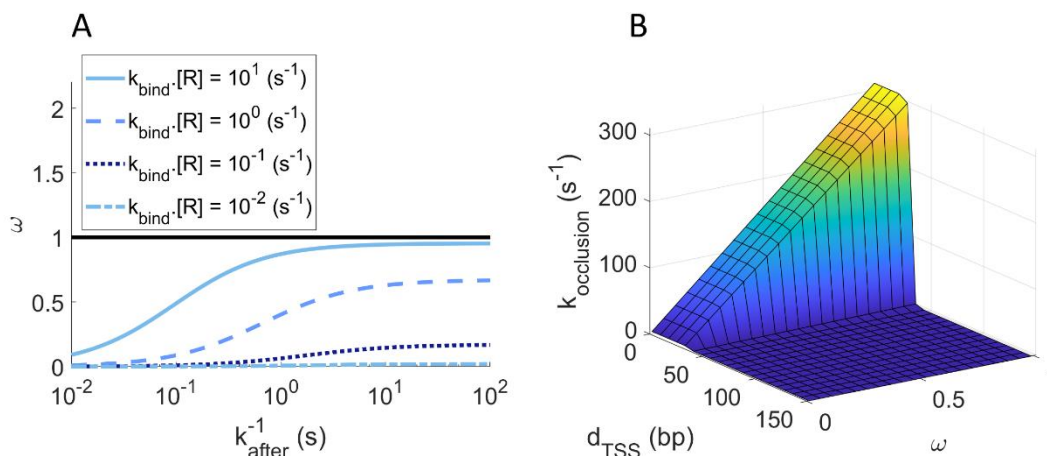 A
k_bind.[R] = 10^1 (s^-1)
k_bind.[R] = 10^0 (s^-1)
k_bind.[R] = 10^-1 (s^-1)
k_bind.[R] = 10^-2 (s^-1)
2
1.5
1
0.5
0
ω
10^-2
10^-1
10^0
10^1
10^2
k_after^-1 (s)
B
300
200
100
0
k_occlusion (s^-1)
0
50
100
150
d_TSS (bp)
0
0.5
ω